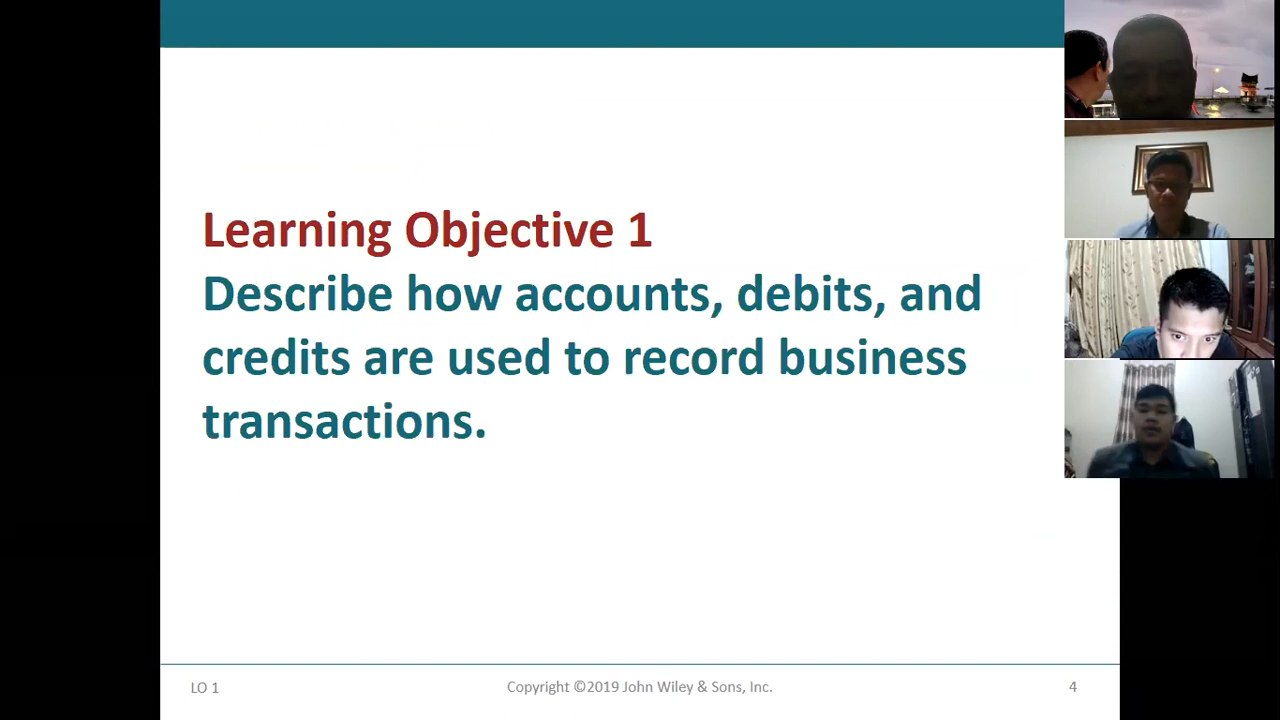 Learning Objective 1
Describe how accounts, debits, and
credits are used to record business
transactions.
LO 1
Copyright ©2019 John Wiley & Sons, Inc.
4